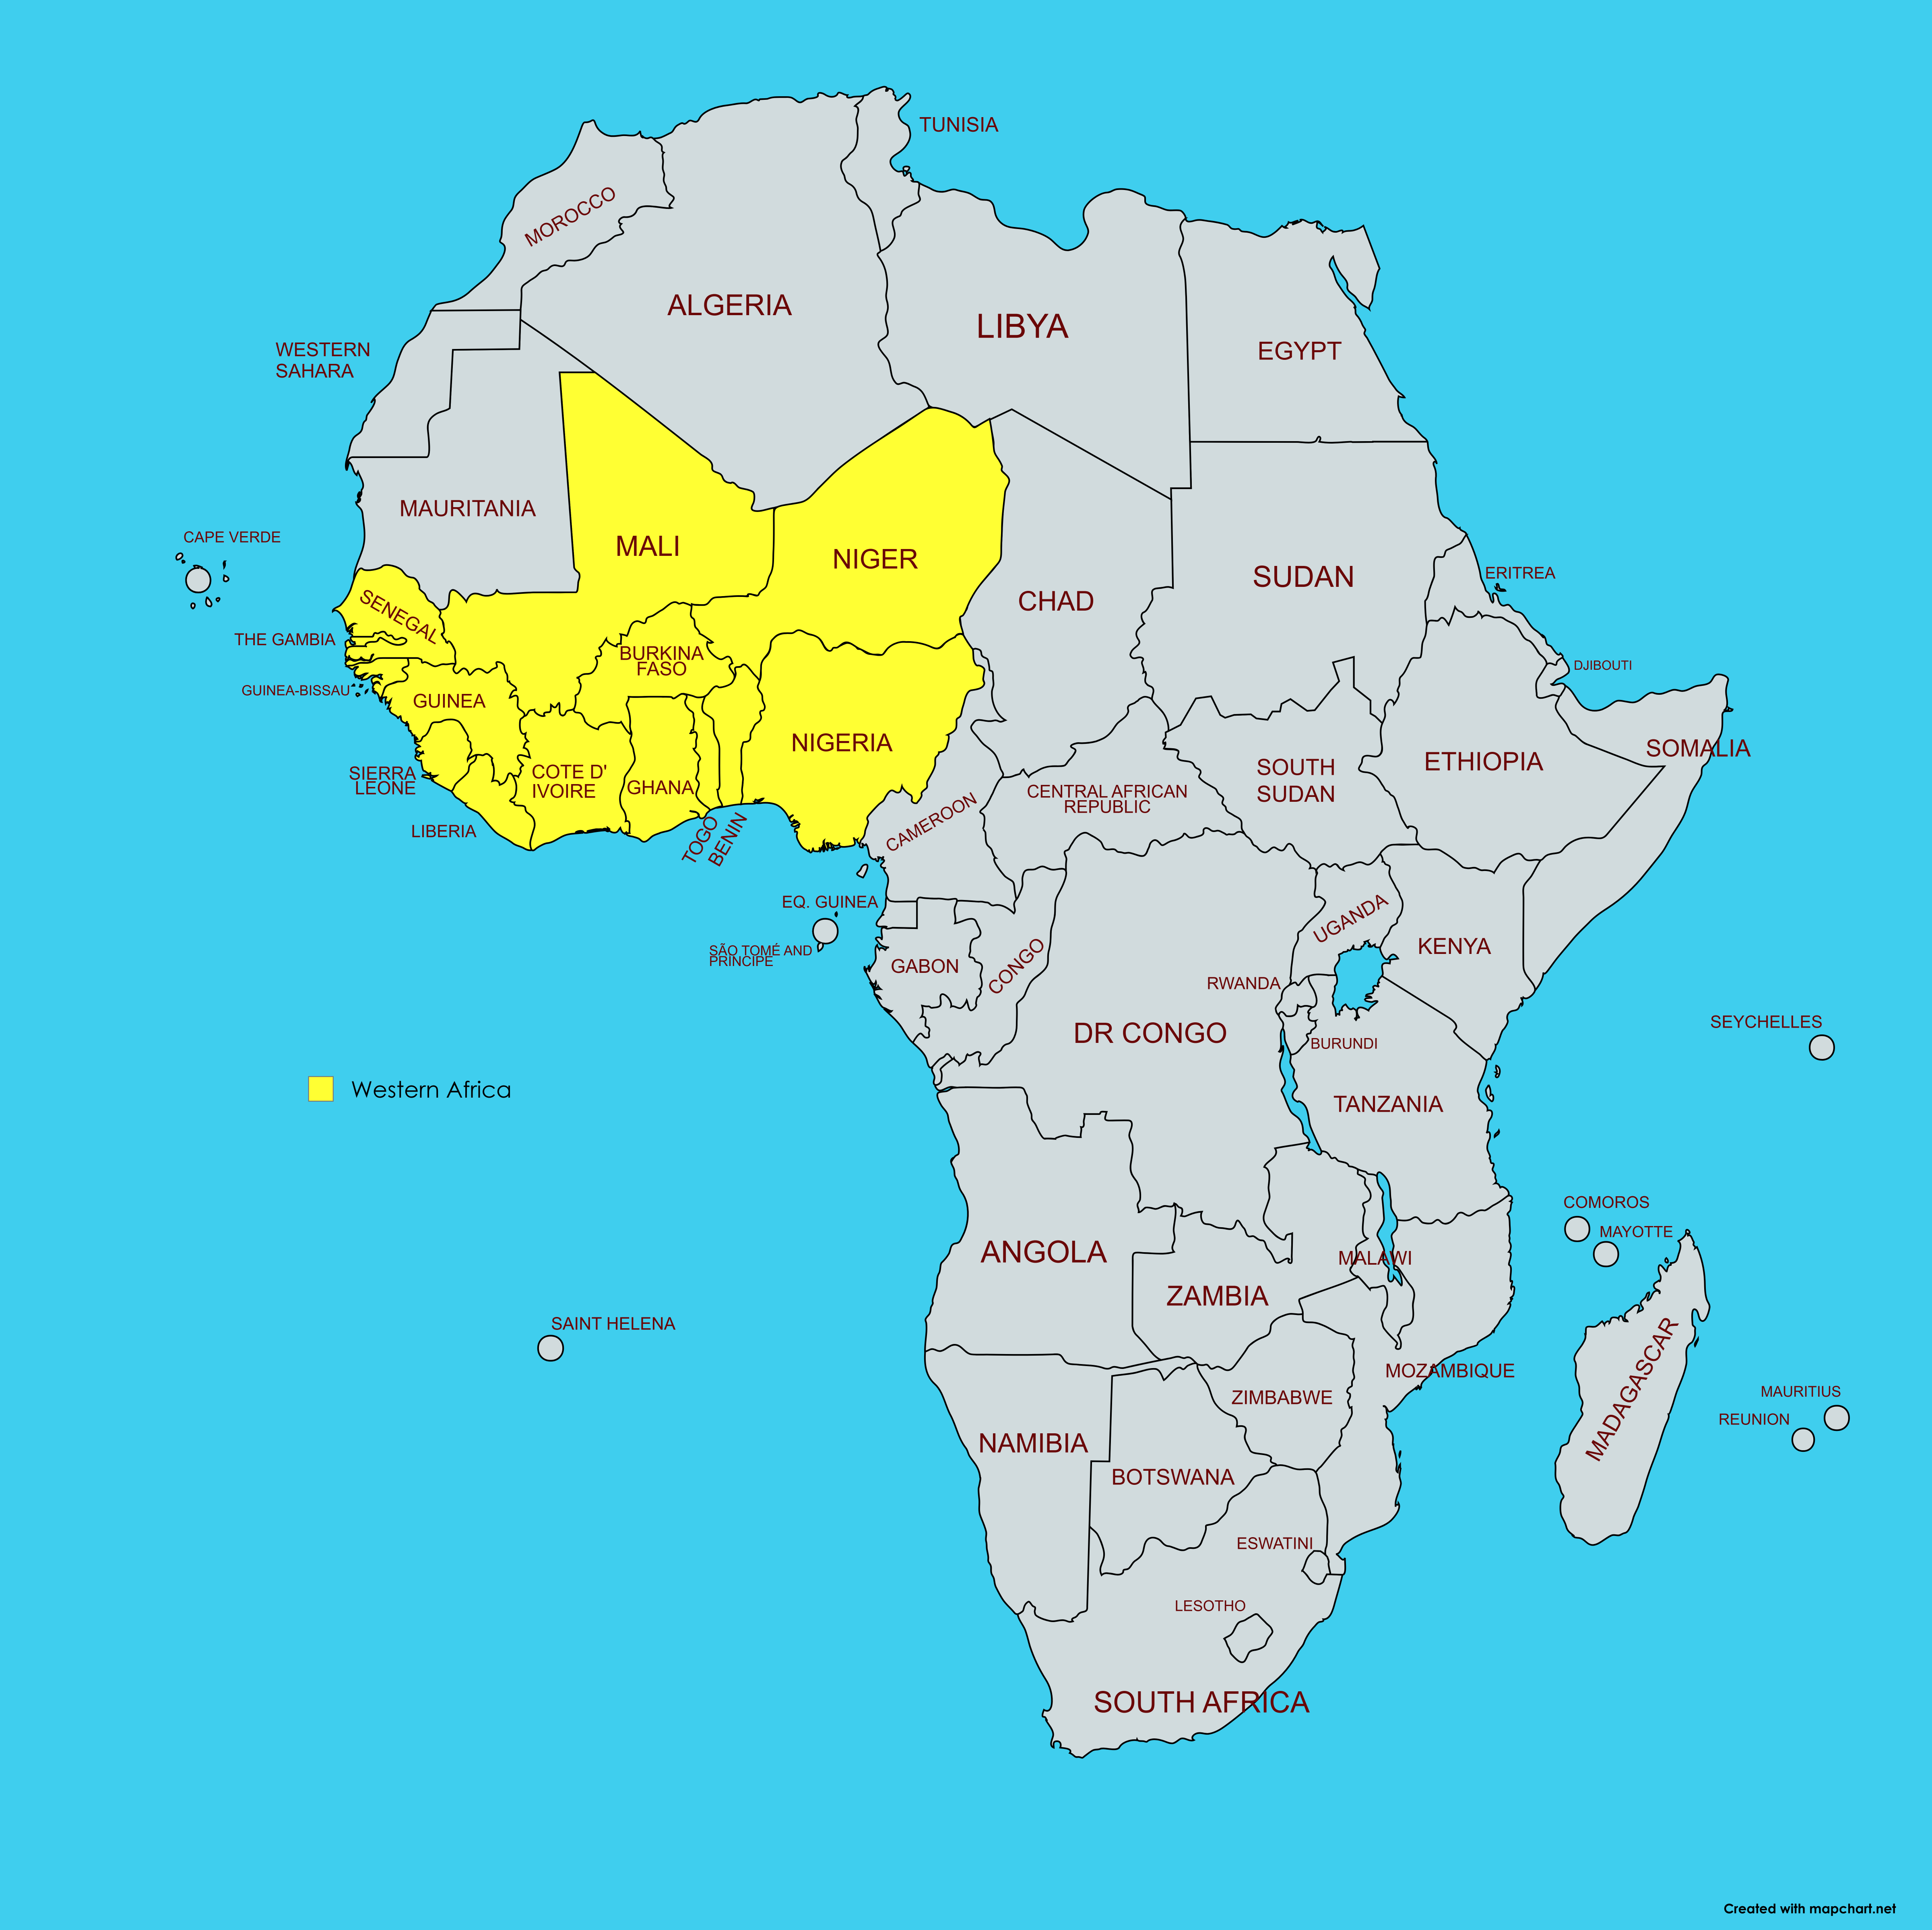 TUNISIA
MOROCCO
ALGERIA
LIBYA
EGYPT
WESTERN
SAHARA
MAURITANIA
CAPE VERDE
MALI
NIGER
CHAD
SUDAN
ERITREA
SENEGAL
THE GAMBIA
BURKINA
FASO
DJIBOUTI
GUINEA-BISSAU
GUINEA
NIGERIA
SOMALIA
ETHIOPIA
SOUTH
SUDAN
SIERRA
LEONE
COTE D'
IVOIRE
GHANA
CENTRAL AFRICAN
REPUBLIC
CAMEROON
LIBERIA
TOGO
BENIN
EQ. GUINEA
UGANDA
KENYA
SÃO TOMÉ AND
PRÍNCIPE
GABON
CONGO
RWANDA
DR CONGO
SEYCHELLES
BURUNDI
Western Africa
TANZANIA
COMOROS
MAYOTTE
ANGOLA
MALAWI
ZAMBIA
SAINT HELENA
MOZAMBIQUE
MADAGASCAR
ZIMBABWE
MAURITIUS
REUNION
NAMIBIA
BOTSWANA
ESWATINI
LESOTHO
SOUTH AFRICA
Created with mapchart.net